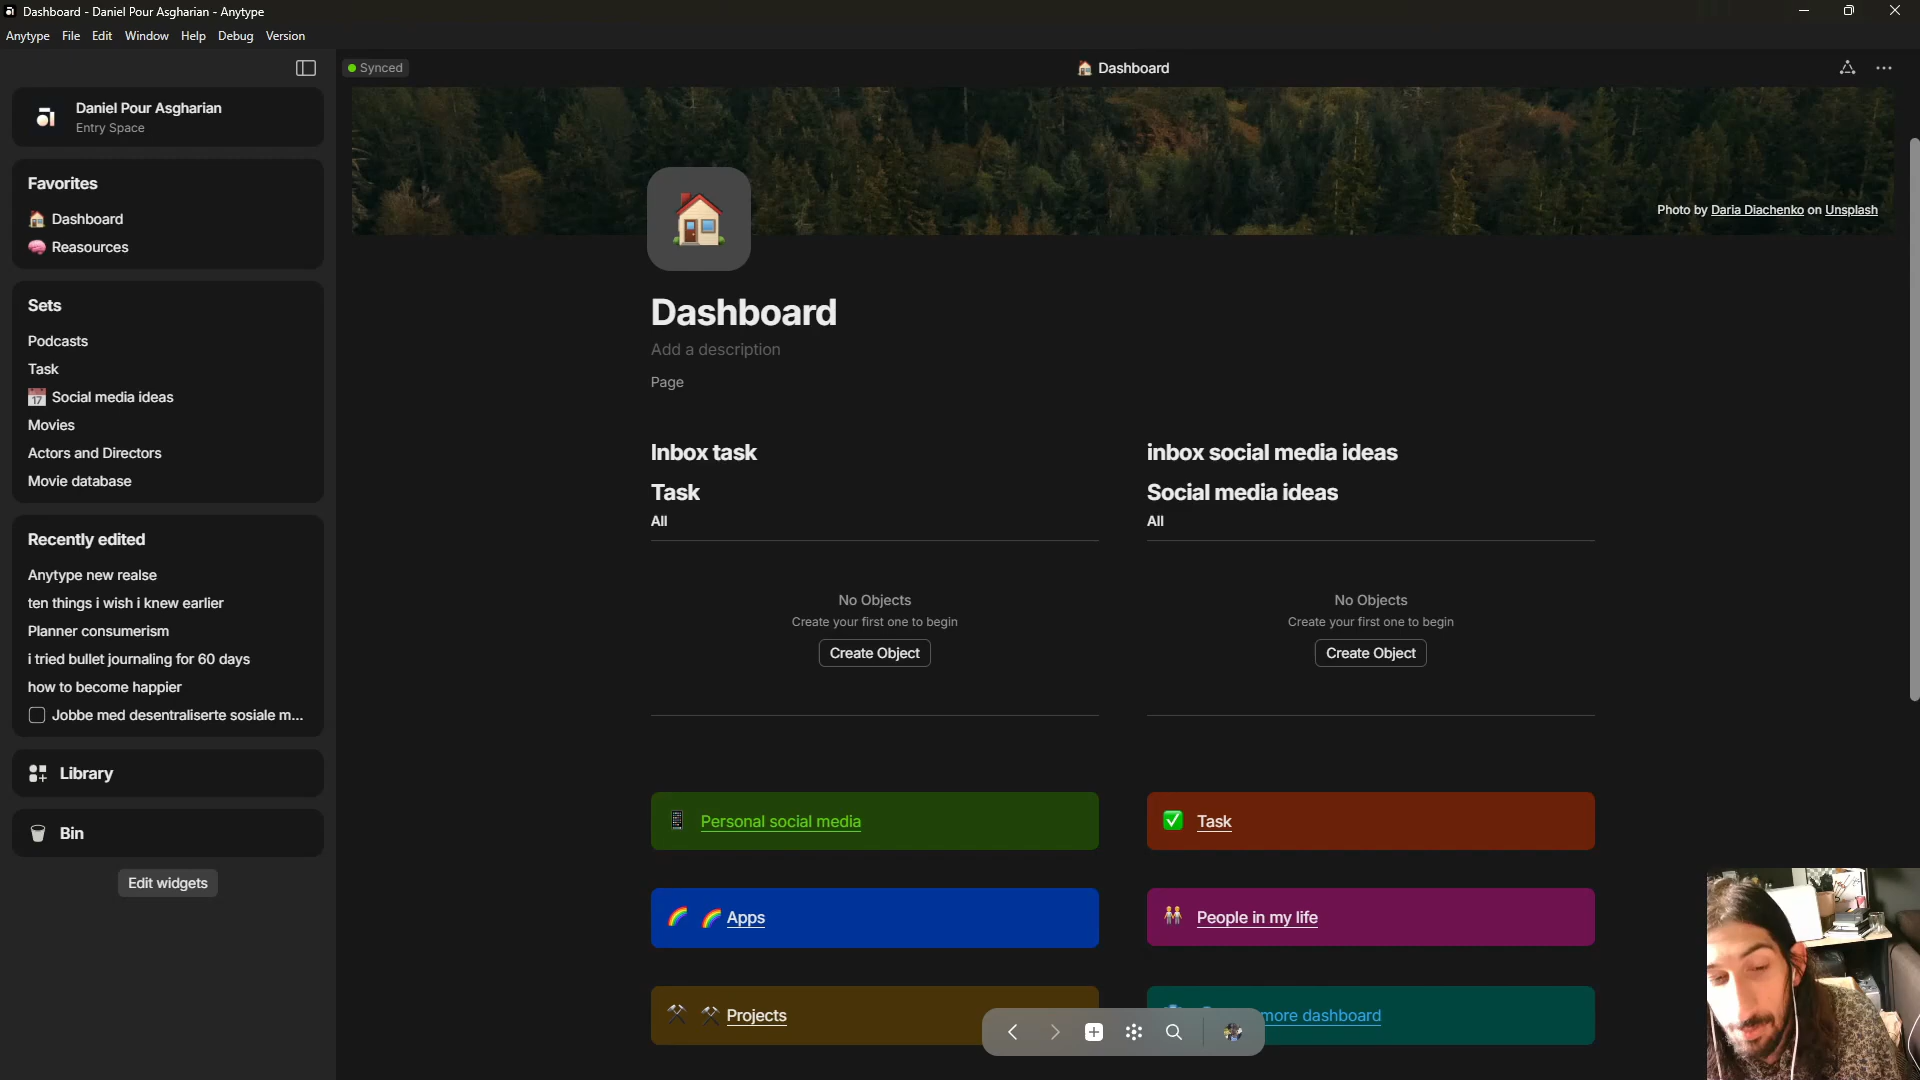 Dashboard - Daniel Pour Asgharian - Anytype
Anytype File Edit Window Help Debug Version
Synced
Dashboard
Daniel Pour Asgharian
Entry Space
Favorites
Dashboard
Reasources
Sets
Podcasts
Task
17 Social media ideas
Movies
Actors and Directors
Movie database
Recently edited
Anytype new realse
ten things i wish i knew earlier
Planner consumerism
i tried bullet journaling for 60 days
how to become happier
Jobbe med desentraliserte sosiale m...
Library
Bin
Edit widgets
Photo by Daria Diachenko on Unsplash
Dashboard
Add a description
Page
Inbox task
Task
All
No Objects
Create your first one to begin
Create Object
inbox social media ideas
Social media ideas
All
No Objects
Create your first one to begin
Create Object
Personal social media
Task
Apps
People in my life
Projects
more dashboard